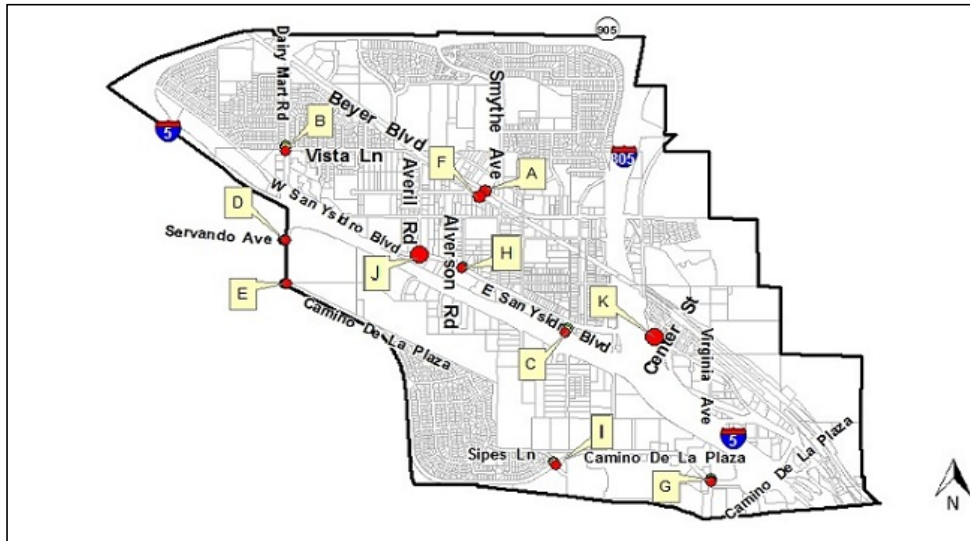 905
Dairy Mart Rd
Smythe Ave
Beyer Blvd
5
B
Vista Ln
805
Averil Rd
F
A
W San Ysidro Blvd
D
Servando Ave
Alverson Rd
H
J
E
K
E San Ysidro Blvd
Camino De La Plaza
Center St
Virginia Ave
C
5
I
Sipes Ln
Camino De La Plaza
G
Camino De La Plaza
N